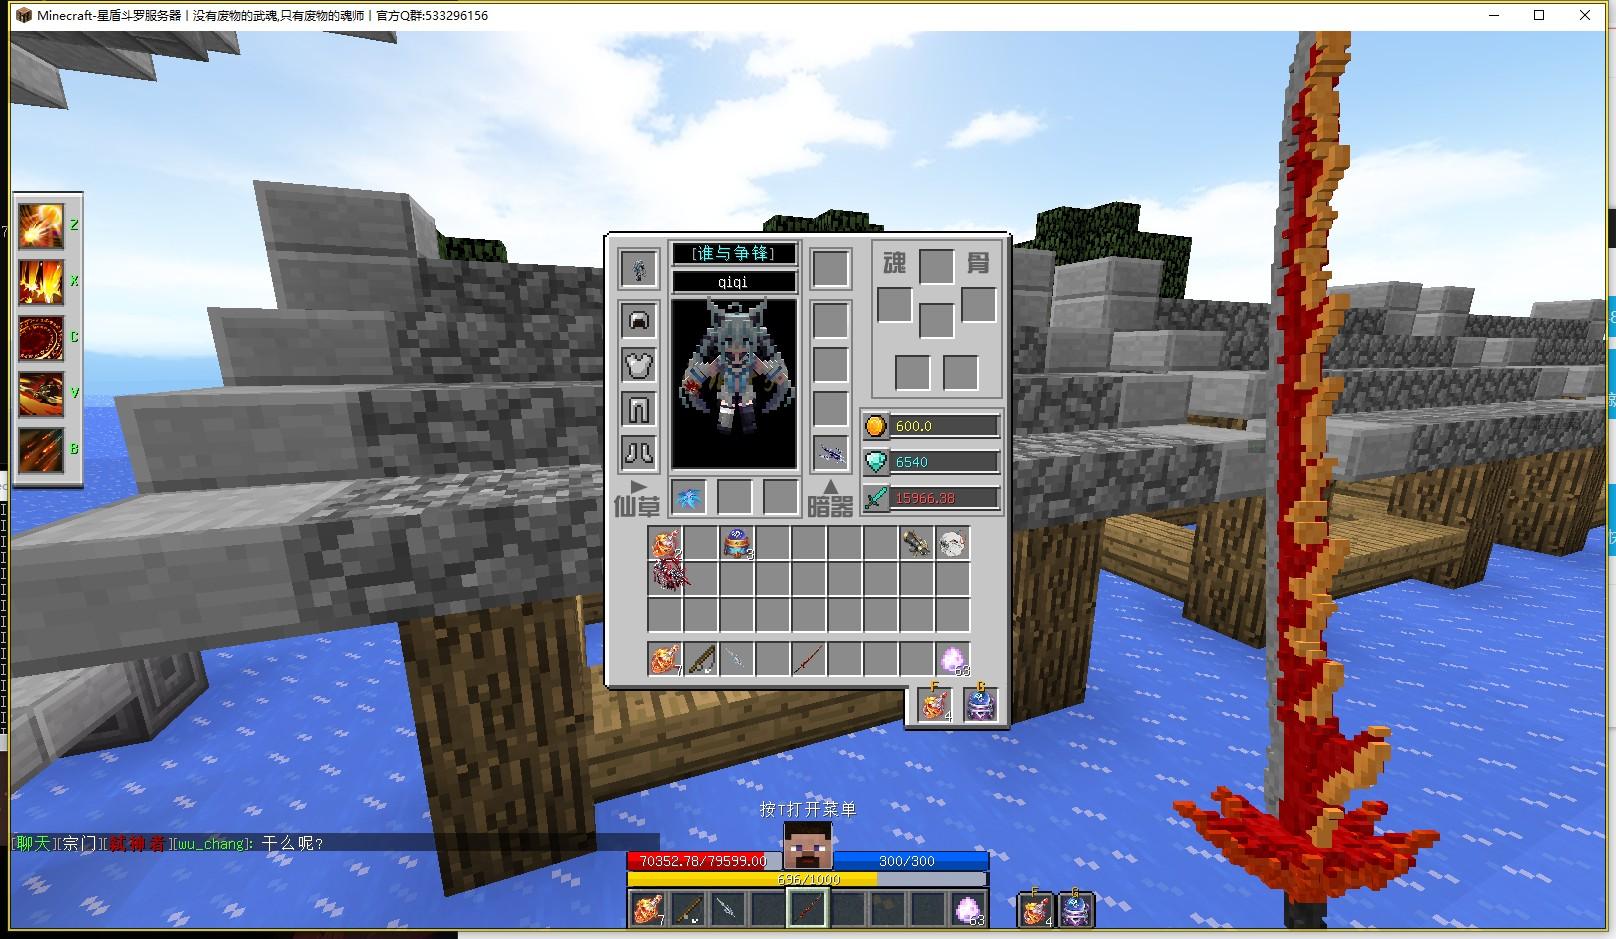 Minecraft-星盾斗罗服务器丨没有废物的武魂,只有废物的魂师丨官方Q群:533296156
Z
X
C
V
B
[谁与争锋]
qiqi
魂 骨
600.0
6540
15966.38
仙草
暗器
2
3
7
63
F
G
4
按T打开菜单
[聊天][宗门][弑神者][wu_chang]: 干么呢?
70352.78/79599.00
300/300
696/1000
7
63
F
G
4